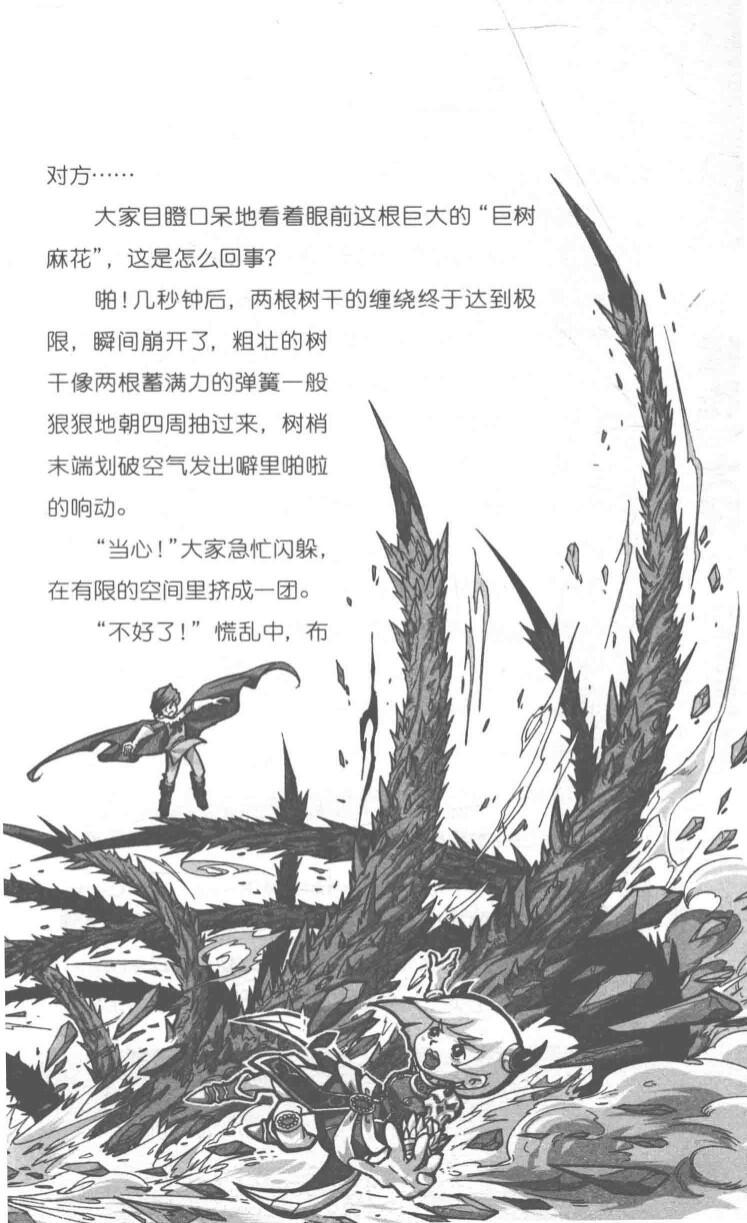 对方……
大家目瞪口呆地看着眼前这根巨大的“巨树
麻花”，这是怎么回事？
啪！几秒钟后，两根树干的缠绕终于达到极
限，瞬间崩开了，粗壮的树
干像两根蓄满力的弹簧一般
狠狠地朝四周抽过来，树梢
末端划破空气发出噼里啪啦
的响动。
“当心！”大家急忙闪躲，
在有限的空间里挤成一团。
“不好了！”慌乱中，布